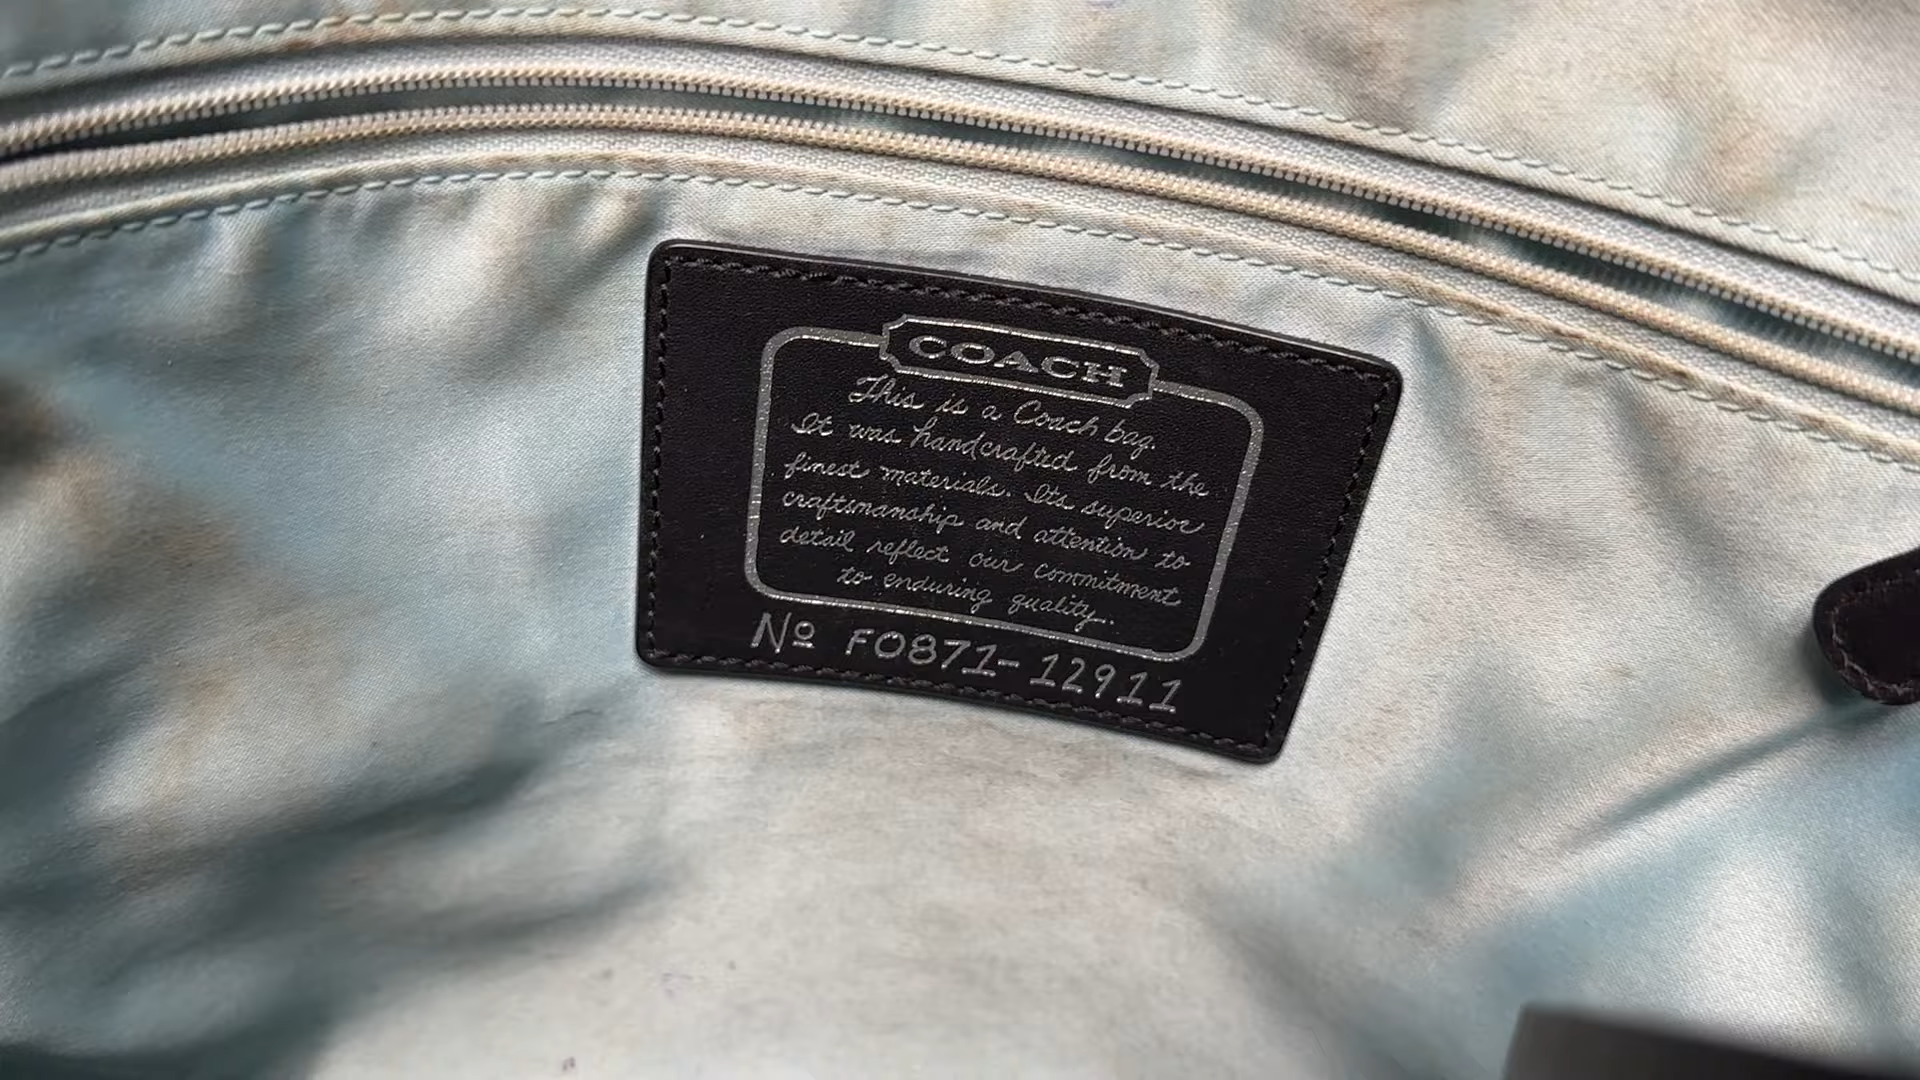 COACH
This is a Coach bag.
It was handcrafted from the
finest materials. Its superior
craftsmanship and attention to
detail reflect our commitment
to enduring quality.
Nº FO871-12911